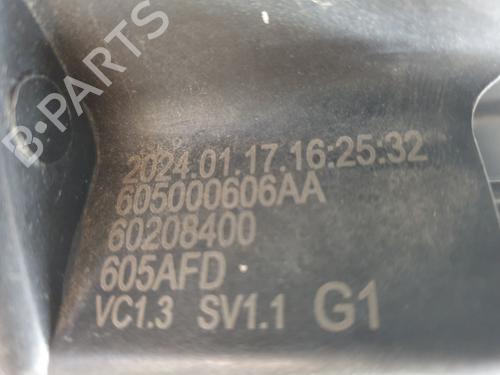 B-PARTS
2024.01.17.16:25:32
605000606AA
60208400
605AFD
VC1.3 SV1.1 G1